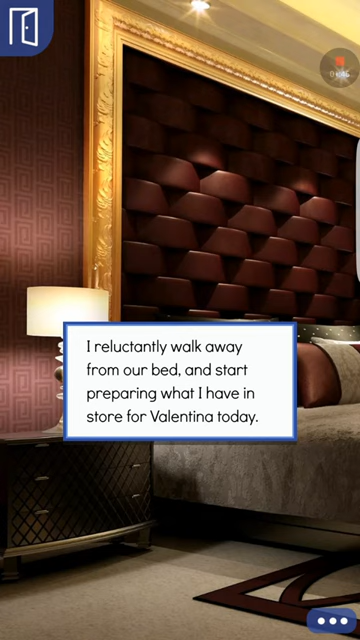 I reluctantly walk away
from our bed, and start
preparing what I have in
store for Valentina today.